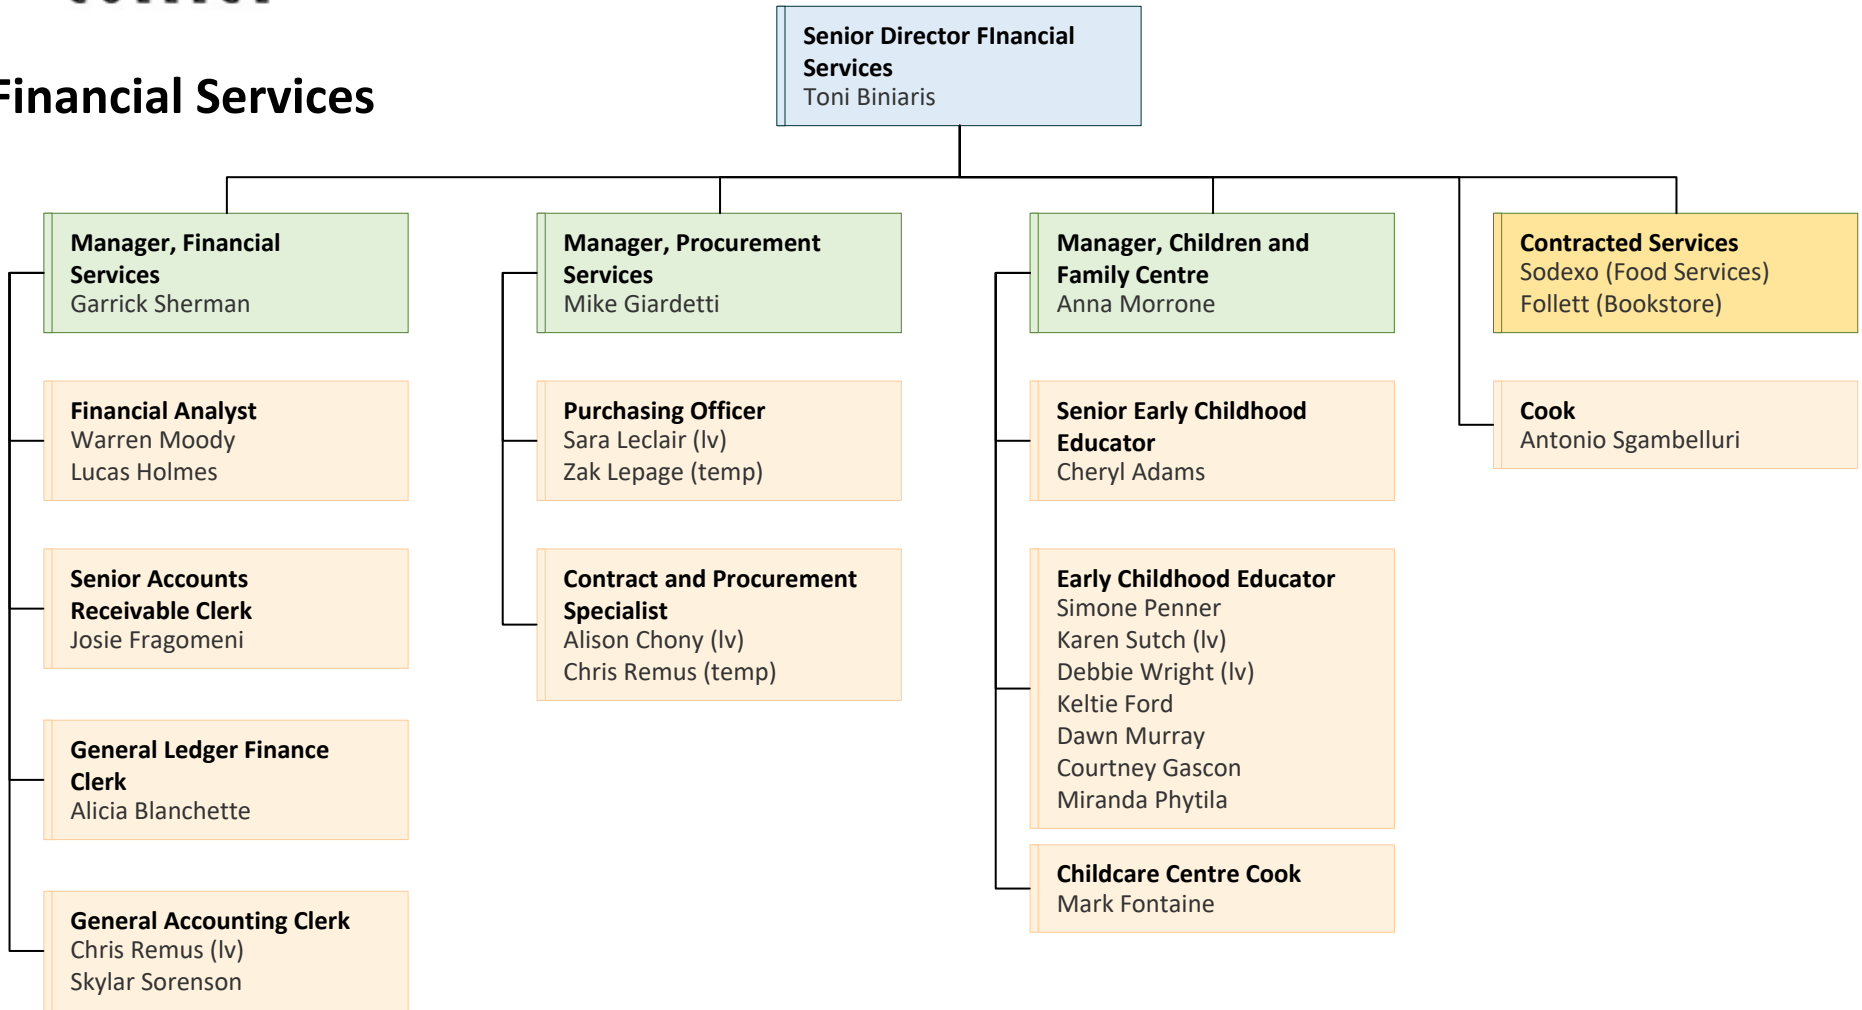 Financial Services
Senior Director FInancial
Services
Toni Biniaris
Manager, Financial
Services
Garrick Sherman
Financial Analyst
Warren Moody
Lucas Holmes
Senior Accounts
Receivable Clerk
Josie Fragomeni
General Ledger Finance
Clerk
Alicia Blanchette
General Accounting Clerk
Chris Remus (lv)
Skylar Sorenson
Manager, Procurement
Services
Mike Giardetti
Purchasing Officer
Sara Leclair (lv)
Zak Lepage (temp)
Contract and Procurement
Specialist
Alison Chony (lv)
Chris Remus (temp)
Manager, Children and
Family Centre
Anna Morrone
Senior Early Childhood
Educator
Cheryl Adams
Early Childhood Educator
Simone Penner
Karen Sutch (lv)
Debbie Wright (lv)
Keltie Ford
Dawn Murray
Courtney Gascon
Miranda Phytila
Childcare Centre Cook
Mark Fontaine
Contracted Services
Sodexo (Food Services)
Follett (Bookstore)
Cook
Antonio Sgambelluri